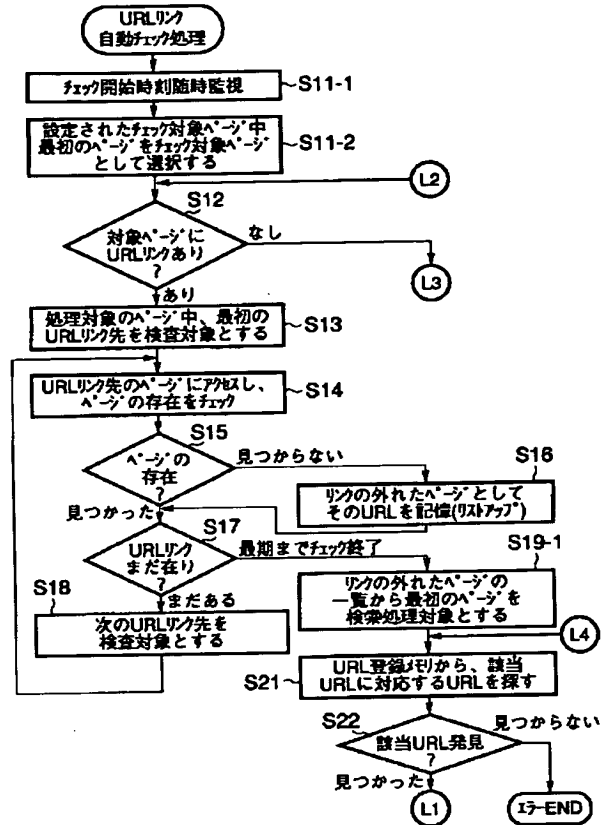 URLリンク
自動チェック処理
チェック開始時刻随時監視
S11-1
設定されたチェック対象ページ中
最初のページをチェック対象ページ
として選択する
S11-2
L2
S12
対象ページに
URLリンクあり
?
なし
L3
あり
処理対象のページ中、最初の
URLリンク先を検査対象とする
S13
URLリンク先のページにアクセスし、
ページの存在をチェック
S14
S15
ページの
存在
?
見つからない
S16
リンクの外れたページとして
そのURLを記憶(リストアップ)
見つかった
S17
URLリンク
まだ在り
?
最期までチェック終了
S19-1
リンクの外れたページの
一覧から最初のページを
検索処理対象とする
S18
まだある
次のURLリンク先を
検査対象とする
L4
URL登録メモリから、該当
URLに対応するURLを探す
S21
S22
該当URL発見
?
見つからない
見つかった
L1
エラーEND